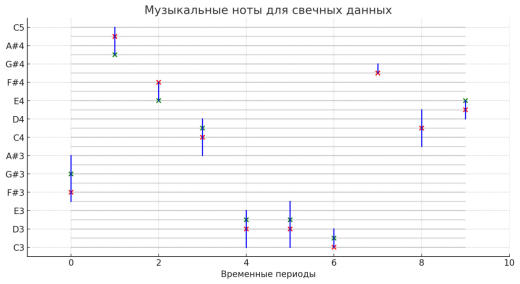 Музыкальные ноты для свечных данных
C5
A#4
G#4
F#4
E4
D4
C4
A#3
G#3
F#3
E3
D3
C3
0 2 4 6 8 10
Временные периоды